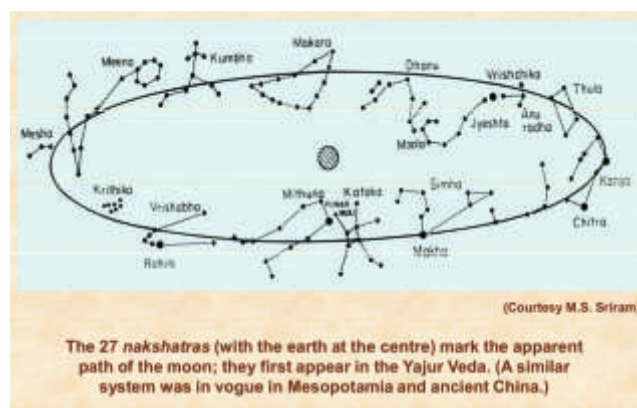 Makara
Kumbha
Meena
Dhanu
Vrishchika
Thula
Mesha
Moola
Jyeshta
Anu
radha
Kanya
Krithika
Vrishabha
Mithuna
Kataka
Simha
PUNAR
Chitra
Rohini
Makha
(Courtesy M.S. Sriram)
The 27 nakshatras (with the earth at the centre) mark the apparent
path of the moon; they first appear in the Yajur Veda. (A similar
system was in vogue in Mesopotamia and ancient China.)